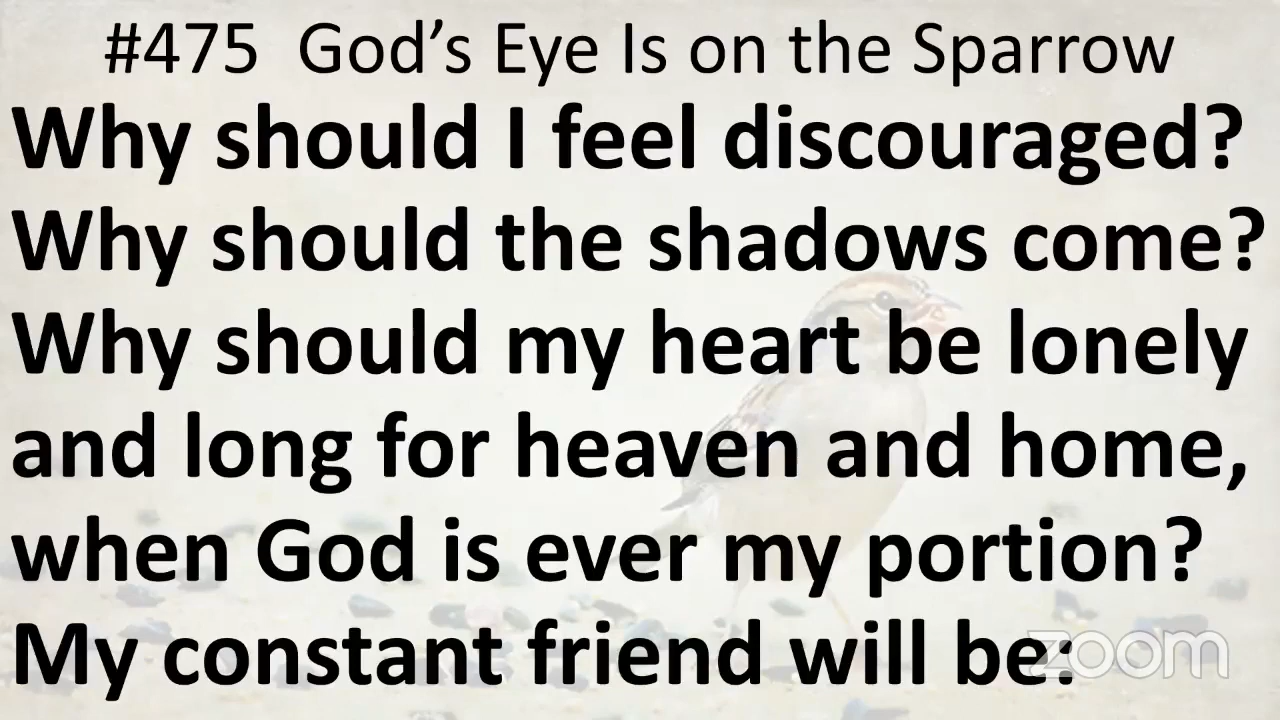 #475 God’s Eye Is on the Sparrow
Why should I feel discouraged?
Why should the shadows come?
Why should my heart be lonely
and long for heaven and home,
when God is ever my portion?
My constant friend will be:
zoom